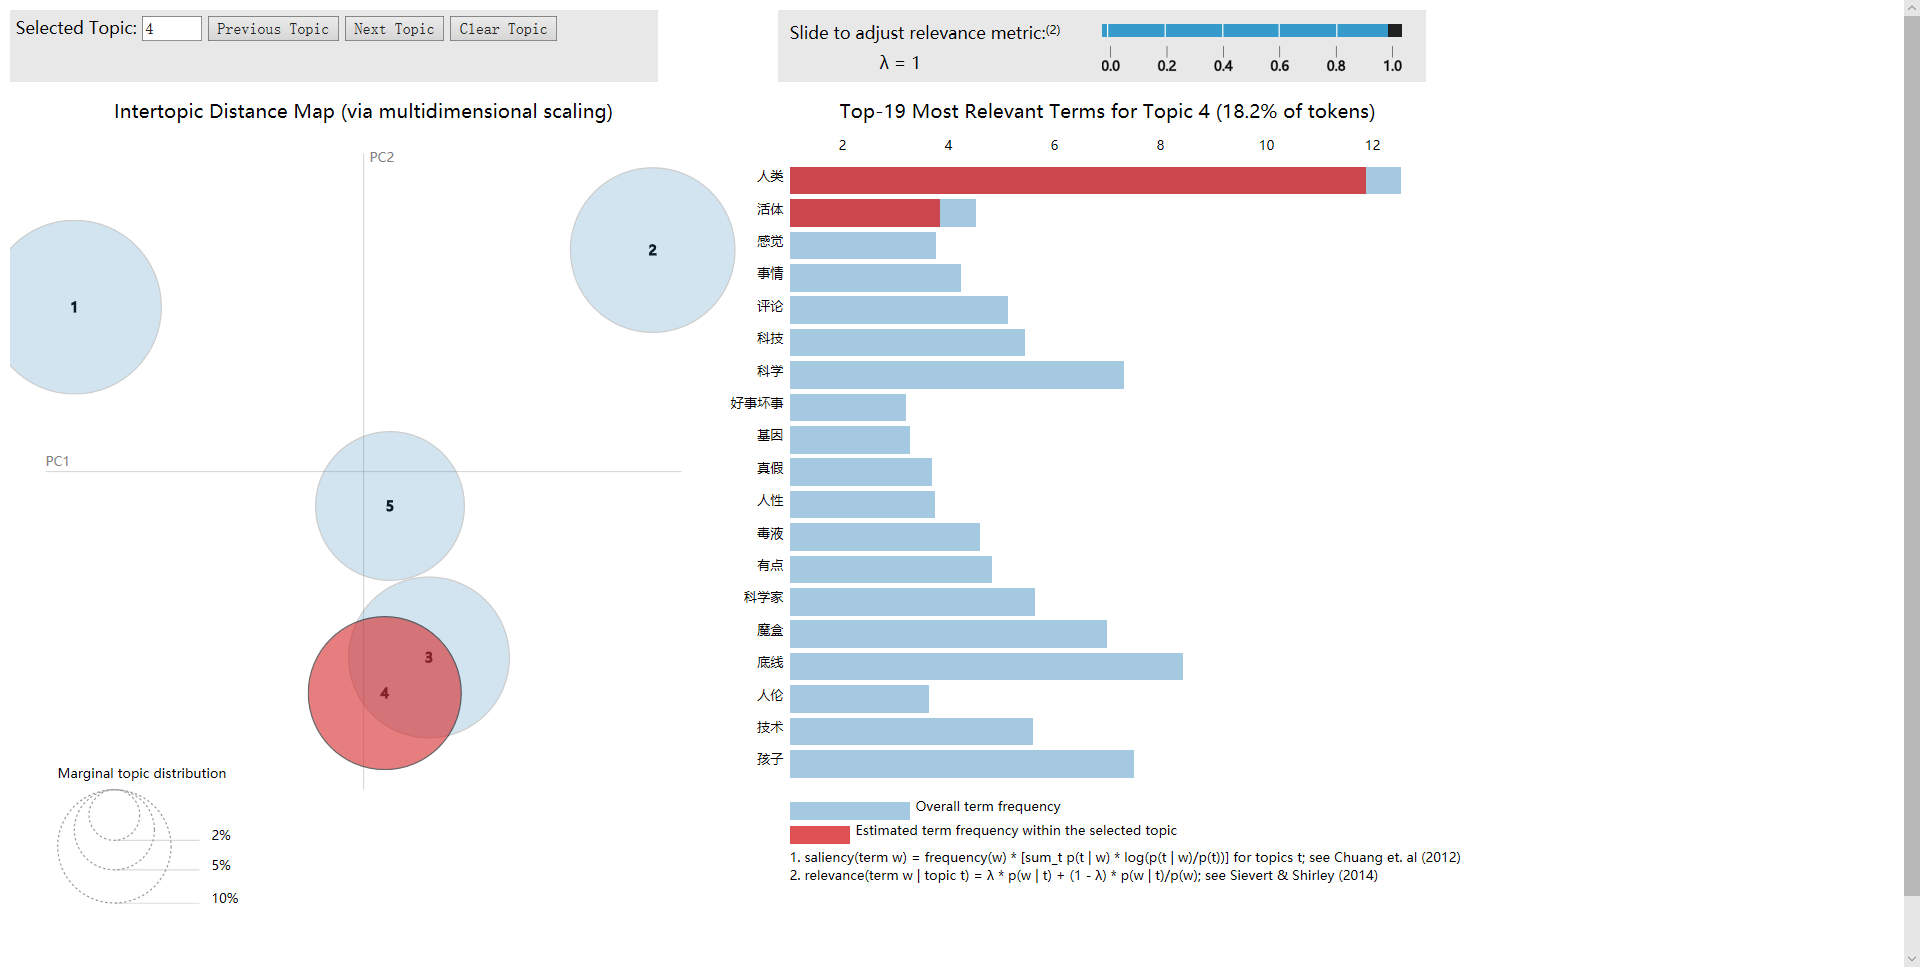 Selected Topic: 4 Previous Topic Next Topic Clear Topic
Slide to adjust relevance metric:(2)
λ = 1
0.0 0.2 0.4 0.6 0.8 1.0
Intertopic Distance Map (via multidimensional scaling)
PC2
PC1
1
2
5
3
4
Marginal topic distribution
2%
5%
10%
Top-19 Most Relevant Terms for Topic 4 (18.2% of tokens)
2 4 6 8 10 12
人类
活体
感觉
事情
评论
科技
科学
好事坏事
基因
真假
人性
毒液
有点
科学家
魔盒
底线
人伦
技术
孩子
Overall term frequency
Estimated term frequency within the selected topic
1. saliency(term w) = frequency(w) * [sum_t p(t | w) * log(p(t | w)/p(t))] for topics t; see Chuang et. al (2012)
2. relevance(term w | topic t) = λ * p(w | t) + (1 - λ) * p(w | t)/p(w); see Sievert & Shirley (2014)